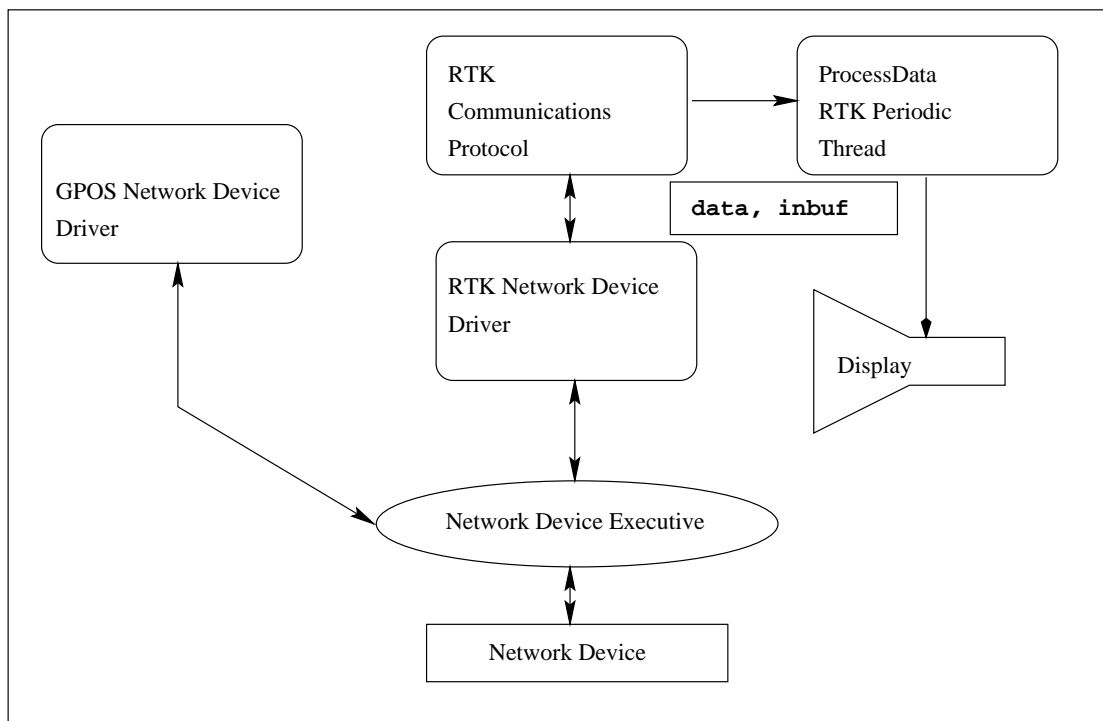 RTK
Communications
Protocol
ProcessData
RTK Periodic
Thread
GPOS Network Device
Driver
data, inbuf
RTK Network Device
Driver
Display
Network Device Executive
Network Device